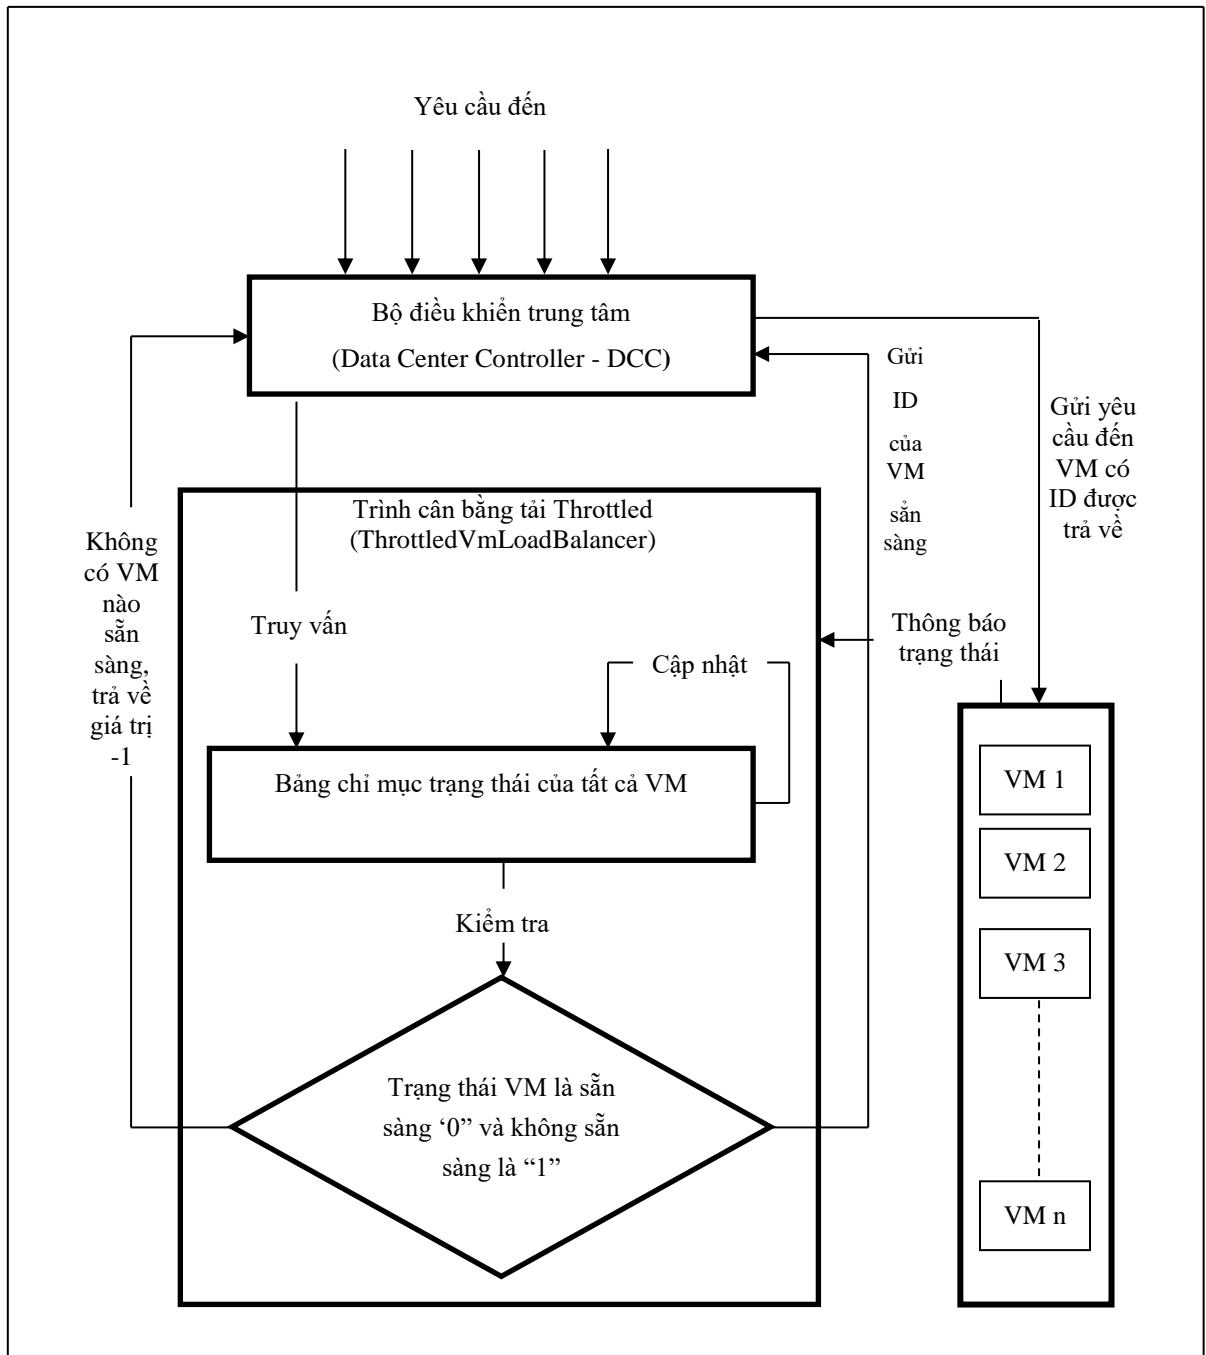 Yêu cầu đến
Bộ điều khiển trung tâm
(Data Center Controller - DCC)
Gửi
ID
của
VM
sẳn
sàng
Gửi yêu
cầu đến
VM có
ID được
trả về
Trình cân bằng tải Throttled
(ThrottledVmLoadBalancer)
Không
có VM
nào
sẵn
sàng,
trả về
giá trị
-1
Truy vấn
Thông báo
trạng thái
Cập nhật
Bảng chỉ mục trạng thái của tất cả VM
Kiểm tra
Trạng thái VM là sẵn
sàng ‘0” và không sẵn
sàng là “1”
VM 1
VM 2
VM 3
VM n